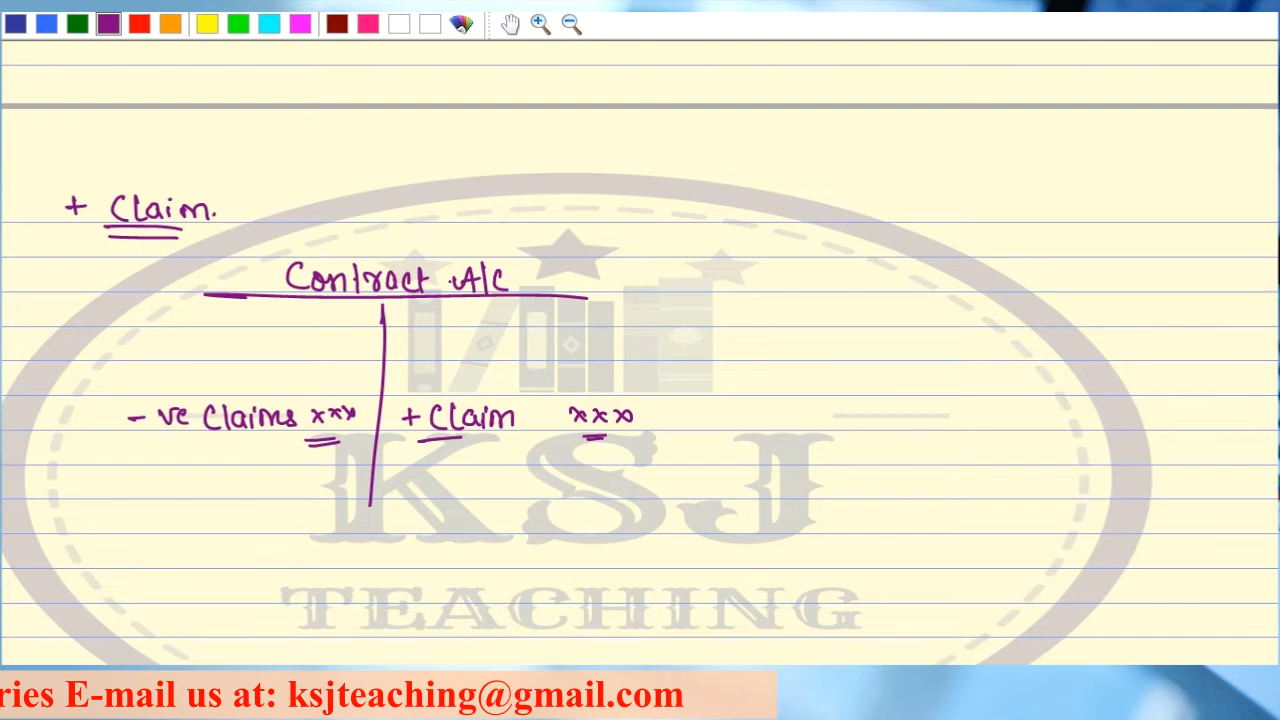 + Claim.
Contract A/C
- ve Claims xxx + Claim xxx
KSJ
TEACHING
ries E-mail us at: ksjteaching@gmail.com